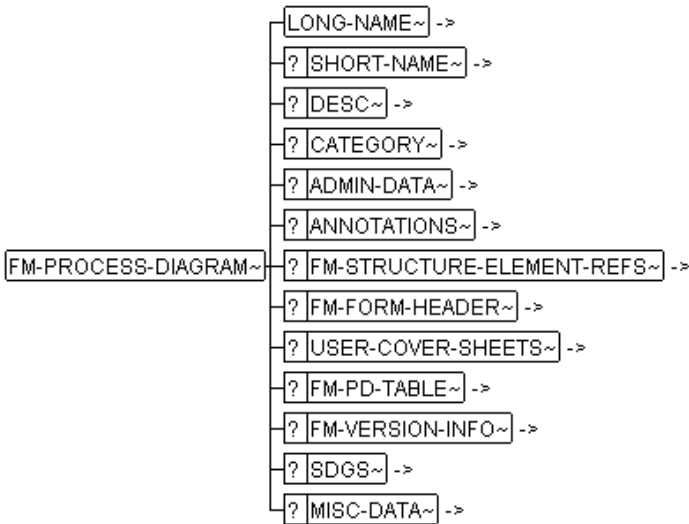 LONG-NAME~ ->
? SHORT-NAME~ ->
? DESC~ ->
? CATEGORY~ ->
? ADMIN-DATA~ ->
? ANNOTATIONS~ ->
FM-PROCESS-DIAGRAM~ ? FM-STRUCTURE-ELEMENT-REFS~ ->
? FM-FORM-HEADER~ ->
? USER-COVER-SHEETS~ ->
? FM-PD-TABLE~ ->
? FM-VERSION-INFO~ ->
? SDGS~ ->
? MISC-DATA~ ->